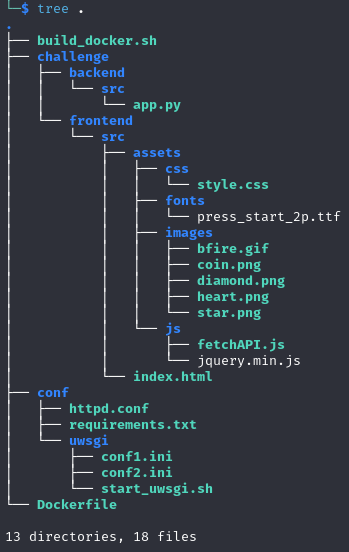 └─$ tree .
.
├── build_docker.sh
├── challenge
│   ├── backend
│   │   └── src
│   │       └── app.py
│   └── frontend
│       └── src
│           ├── assets
│           │   ├── css
│           │   │   └── style.css
│           │   ├── fonts
│           │   │   └── press_start_2p.ttf
│           │   ├── images
│           │   │   ├── bfire.gif
│           │   │   ├── coin.png
│           │   │   ├── diamond.png
│           │   │   ├── heart.png
│           │   │   └── star.png
│           │   └── js
│           │       ├── fetchAPI.js
│           │       └── jquery.min.js
│           └── index.html
├── conf
│   ├── httpd.conf
│   ├── requirements.txt
│   └── uwsgi
│       ├── conf1.ini
│       ├── conf2.ini
│       └── start_uwsgi.sh
└── Dockerfile

13 directories, 18 files